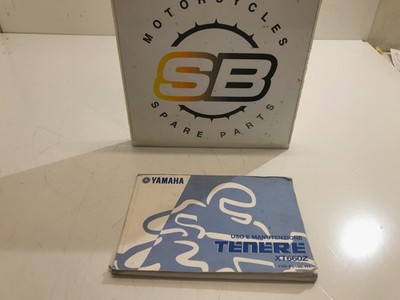 MOTORCYCLES
SB
SPARE PARTS
YAMAHA
USO E MANUTENZIONE
TENERE
XT660Z